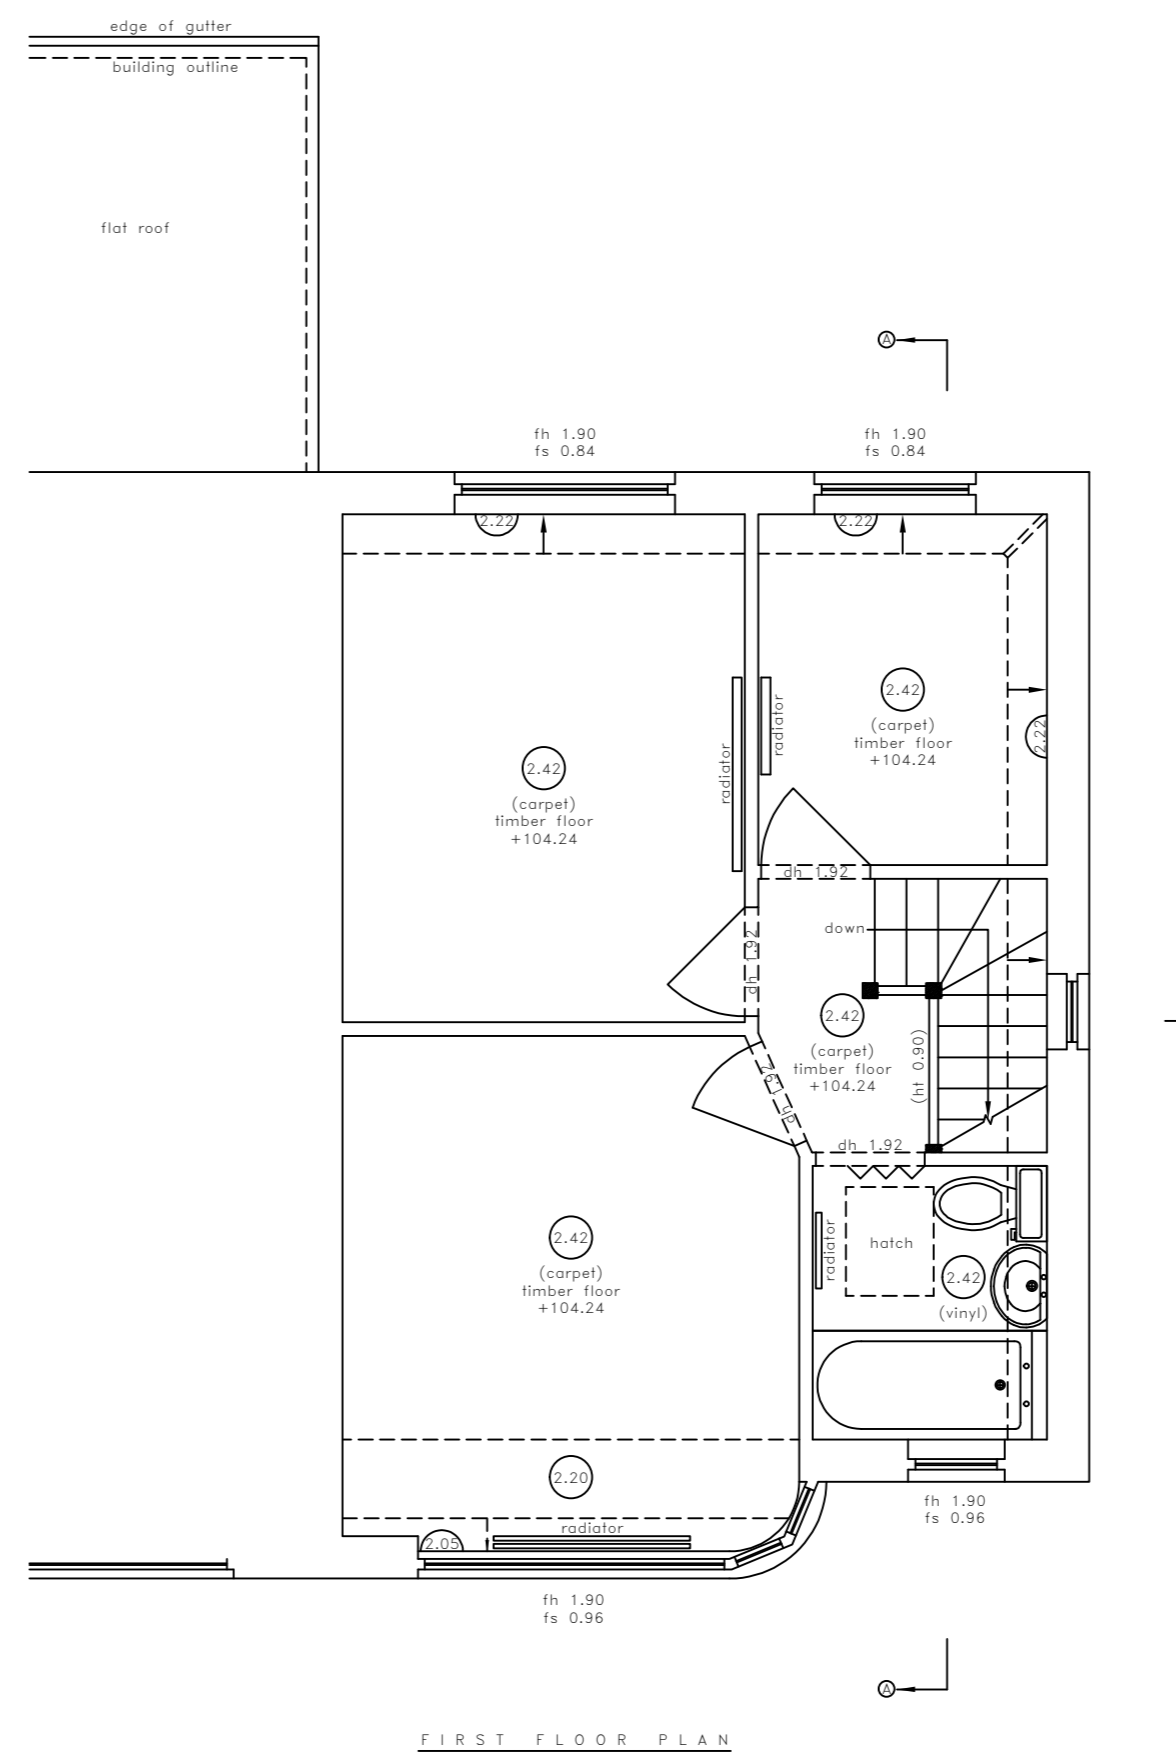 edge of gutter
building outline
flat roof
A
fh 1.90
fs 0.84
fh 1.90
fs 0.84
2.22
2.22
2.42
(carpet)
timber floor
+104.24
radiator
radiator
2.22
2.42
(carpet)
timber floor
+104.24
dh 1.92
down
dh 1.92
2.42
(carpet)
timber floor
+104.24
(ht 0.90)
dh 1.92
dh 1.92
hatch
radiator
2.42
(vinyl)
2.42
(carpet)
timber floor
+104.24
2.20
radiator
2.05
fh 1.90
fs 0.96
fh 1.90
fs 0.96
A
FIRST FLOOR PLAN